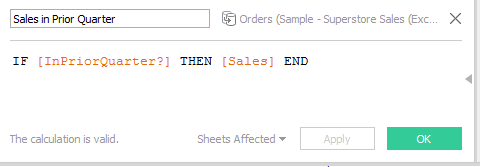 Sales in Prior Quarter
Orders (Sample - Superstore Sales (Exc...
IF [InPriorQuarter?] THEN [Sales] END
The calculation is valid.
Sheets Affected
Apply
OK